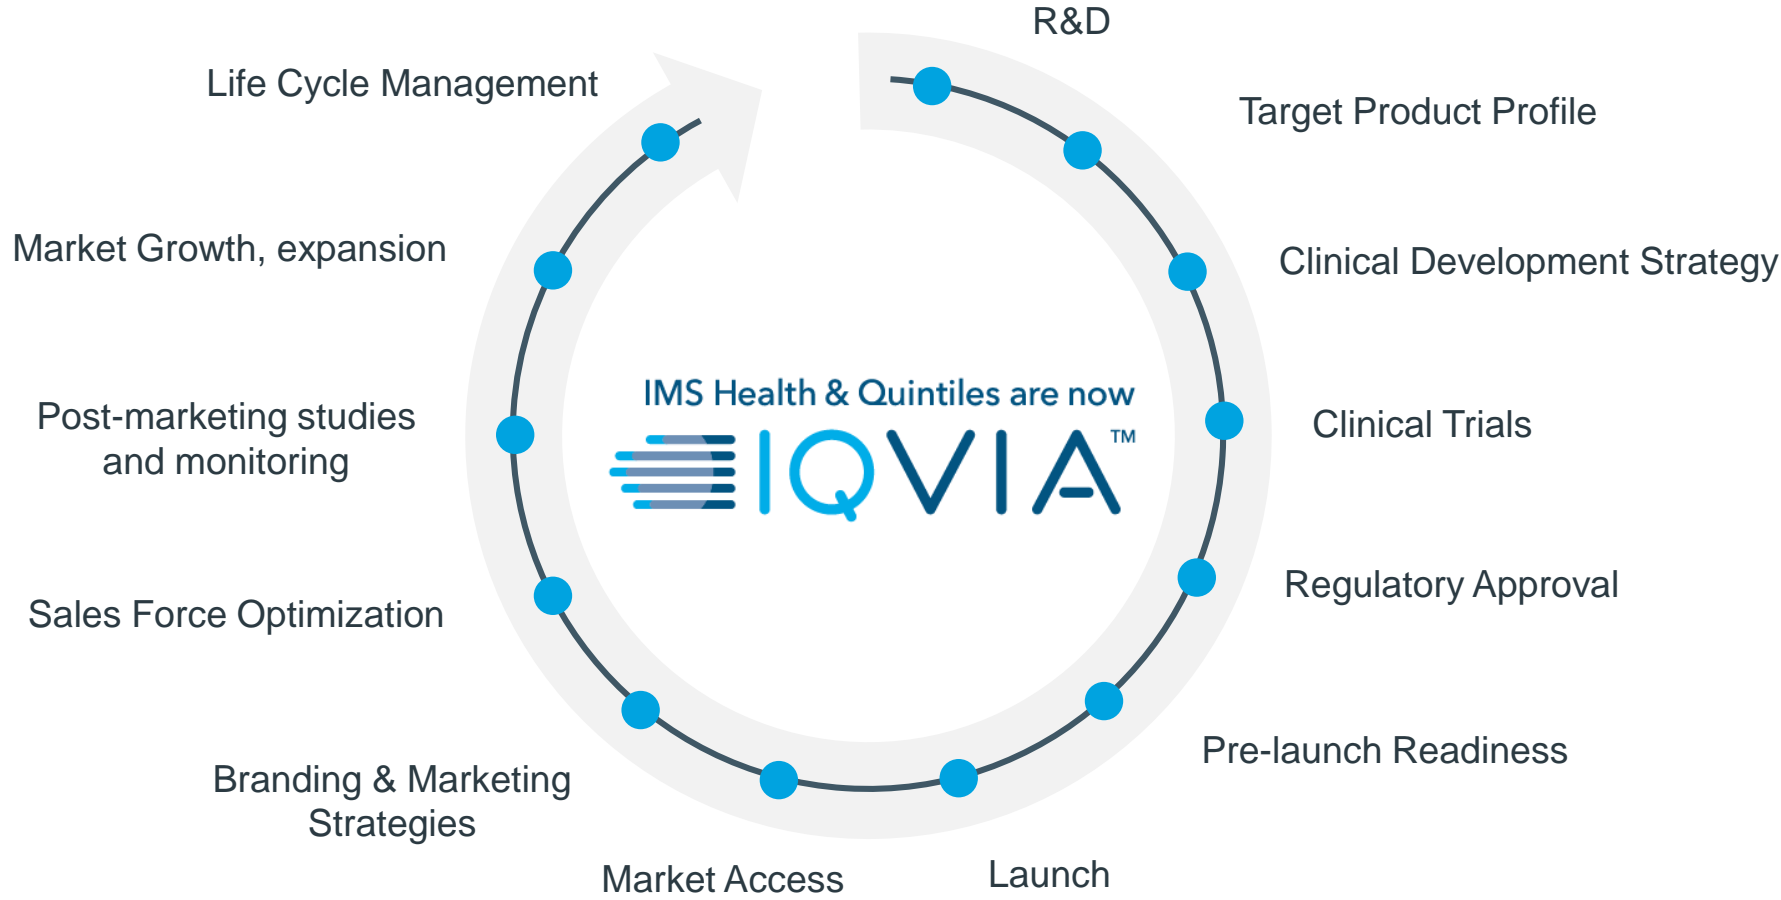 R&D
Target Product Profile
Clinical Development Strategy
Clinical Trials
Regulatory Approval
Pre-launch Readiness
Launch
Market Access
Branding & Marketing
Strategies
Sales Force Optimization
Post-marketing studies
and monitoring
Market Growth, expansion
Life Cycle Management
IMS Health & Quintiles are now
IQVIA™